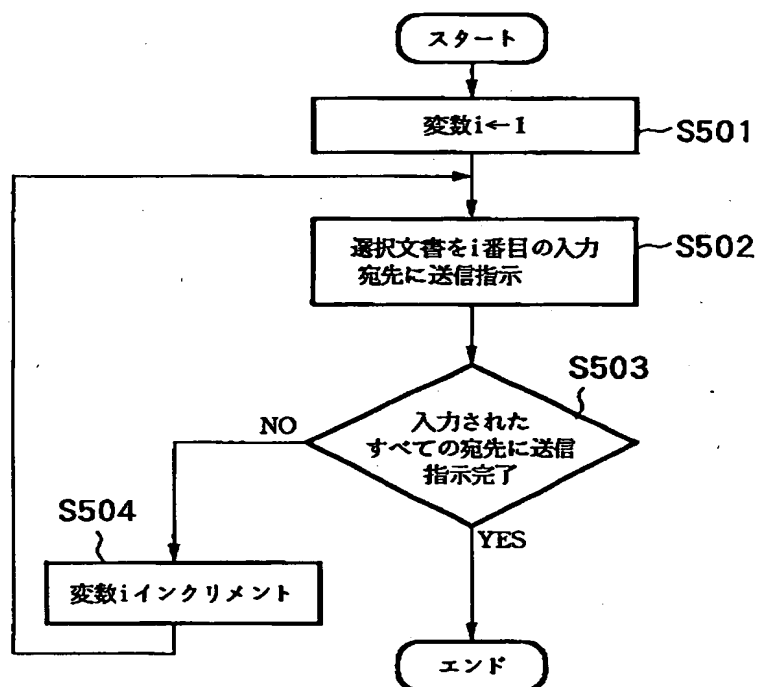 スタート
変数i←1
S501
選択文書をi番目の入力
宛先に送信指示
S502
S503
入力された
すべての宛先に送信
指示完了
NO
YES
S504
変数iインクリメント
エンド